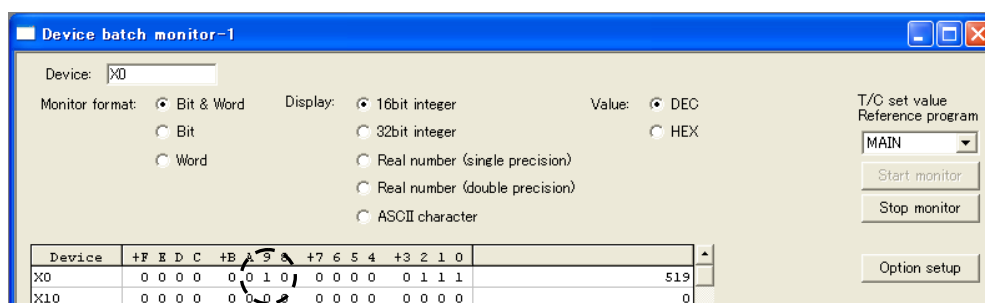 Device batch monitor-1
Device: X0
Monitor format: Bit & Word Display: 16bit integer Value: DEC T/C set value
Reference program
Bit 32bit integer HEX MAIN
Word Real number (single precision) Start monitor
Real number (double precision) Stop monitor
ASCII character
Device +F E D C +B A 9 8 +7 6 5 4 +3 2 1 0
X0 0 0 0 0 0 0 1 0 0 0 0 0 0 1 1 1 519 Option setup
X10 0 0 0 0 0 0 0 0 0 0 0 0 0 0 0 0 0